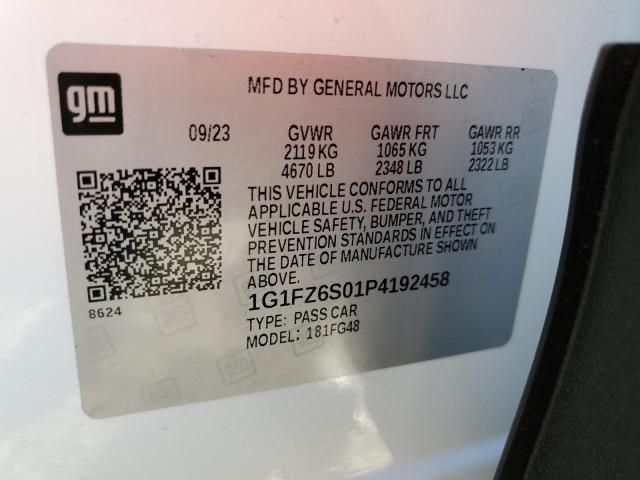 gm
MFD BY GENERAL MOTORS LLC
09/23 GVWR GAWR FRT GAWR RR
2119 KG 1065 KG 1053 KG
4670 LB 2348 LB 2322 LB
THIS VEHICLE CONFORMS TO ALL
APPLICABLE U.S. FEDERAL MOTOR
VEHICLE SAFETY, BUMPER, AND THEFT
PREVENTION STANDARDS IN EFFECT ON
THE DATE OF MANUFACTURE SHOWN
ABOVE.
8624
1G1FZ6S01P4192458
TYPE: PASS CAR
MODEL: 181FG48